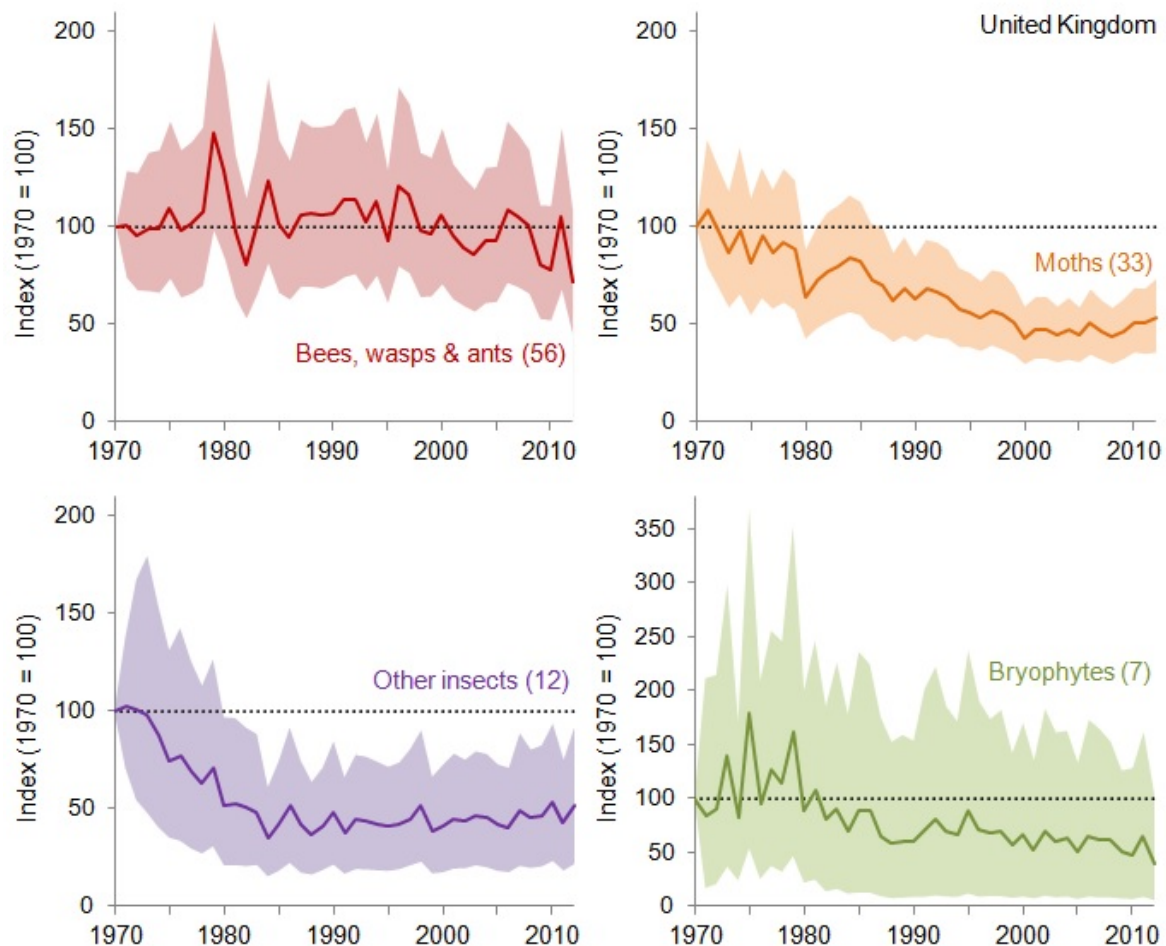 United Kingdom
Index (1970 = 100)
200
150
100
50
0
Bees, wasps & ants (56)
1970 1980 1990 2000 2010
Index (1970 = 100)
200
150
100
50
0
Moths (33)
1970 1980 1990 2000 2010
Index (1970 = 100)
200
150
100
50
0
Other insects (12)
1970 1980 1990 2000 2010
Index (1970 = 100)
350
300
250
200
150
100
50
0
Bryophytes (7)
1970 1980 1990 2000 2010